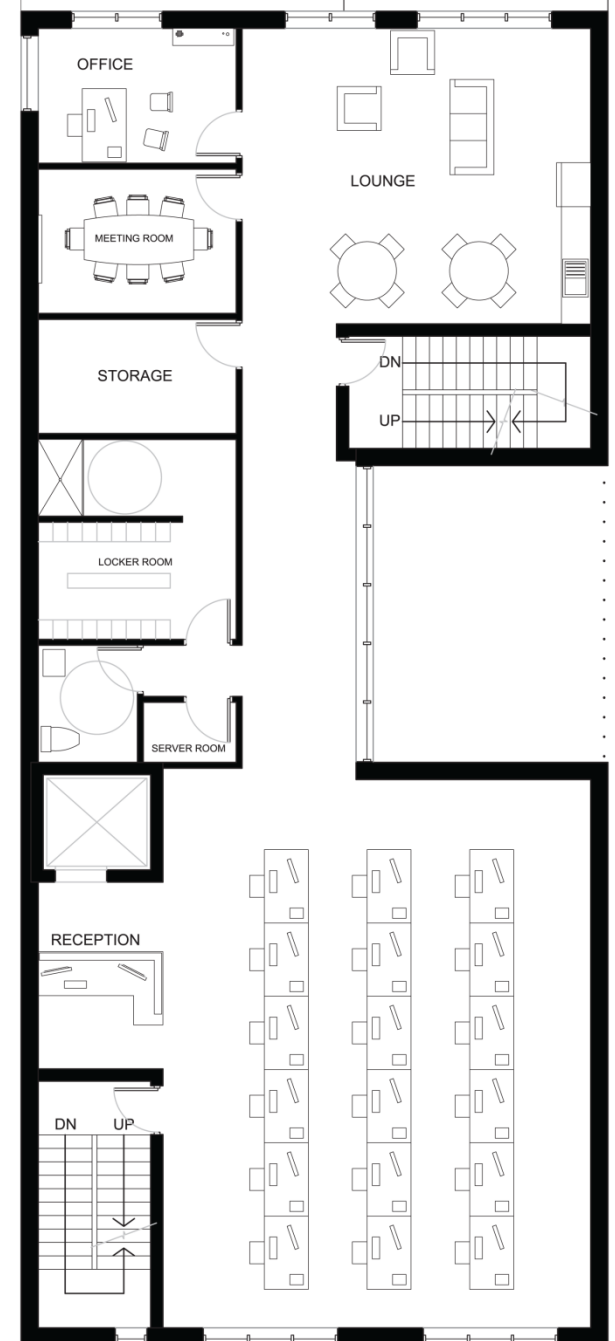 OFFICE
LOUNGE
MEETING ROOM
STORAGE
DN
UP
LOCKER ROOM
SERVER ROOM
RECEPTION
DN UP